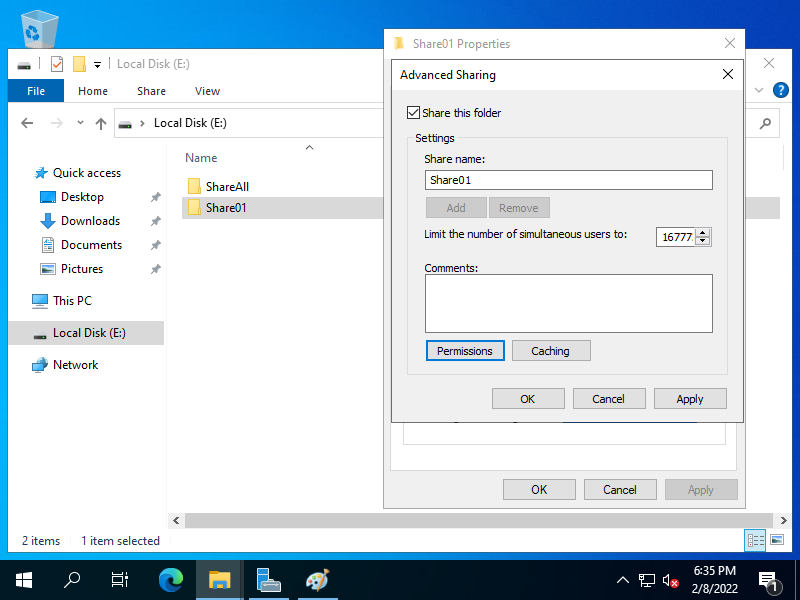 Share01 Properties
Advanced Sharing
Share this folder
Settings
Share name:
Share01
Add
Remove
Limit the number of simultaneous users to:
16777
Comments:
Permissions
Caching
OK
Cancel
Apply
OK
Cancel
Apply
Local Disk (E:)
File
Home
Share
View
?
Local Disk (E:)
Name
ShareAll
Share01
Quick access
Desktop
Downloads
Documents
Pictures
This PC
Local Disk (E:)
Network
2 items
1 item selected
6:35 PM
2/8/2022
1